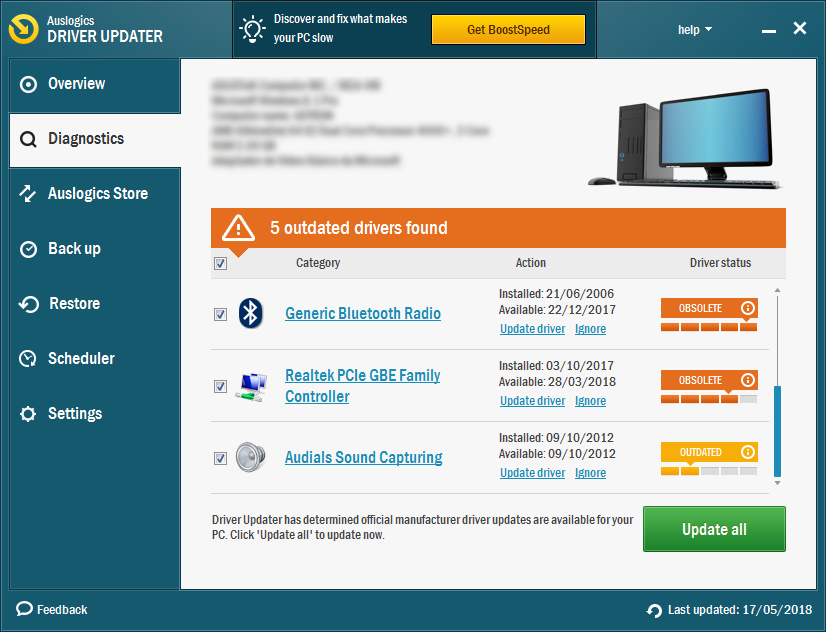 Auslogics
DRIVER UPDATER
Discover and fix what makes
your PC slow
Get BoostSpeed
help
Overview
Diagnostics
Auslogics Store
Back up
Restore
Scheduler
Settings
5 outdated drivers found
Category Action Driver status
Generic Bluetooth Radio
Installed: 21/06/2006
Available: 22/12/2017
Update driver Ignore
OBSOLETE
Realtek PCIe GBE Family
Controller
Installed: 03/10/2017
Available: 28/03/2018
Update driver Ignore
OBSOLETE
Audials Sound Capturing
Installed: 09/10/2012
Available: 09/10/2012
Update driver Ignore
OUTDATED
Driver Updater has determined official manufacturer driver updates are available for your
PC. Click 'Update all' to update now.
Update all
Feedback
Last updated: 17/05/2018